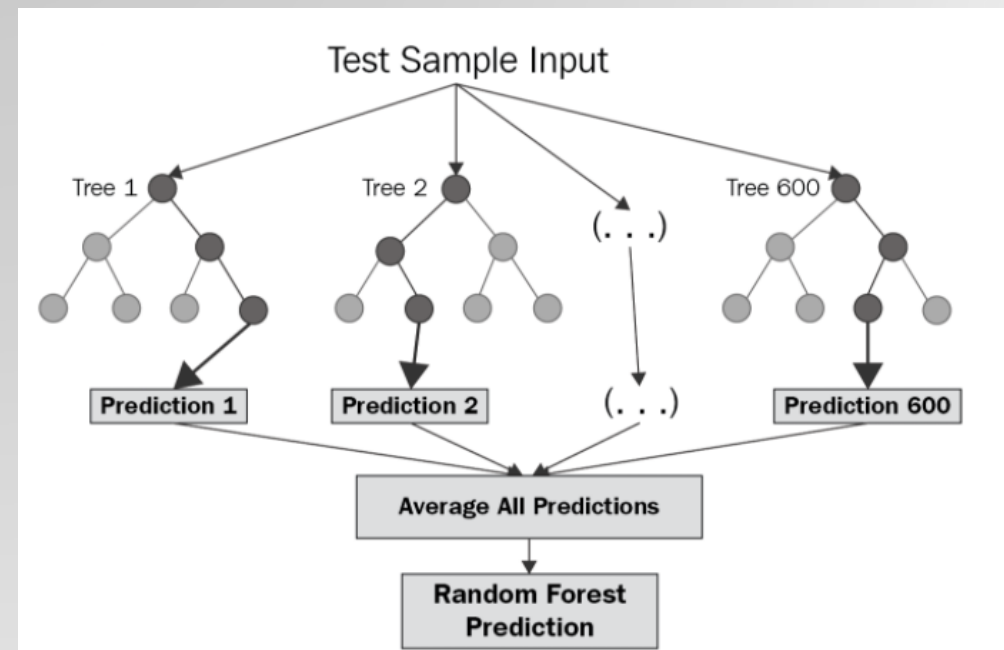 Test Sample Input
Tree 1
Tree 2
Tree 600
(. . .)
Prediction 1
Prediction 2
(. . .)
Prediction 600
Average All Predictions
Random Forest
Prediction